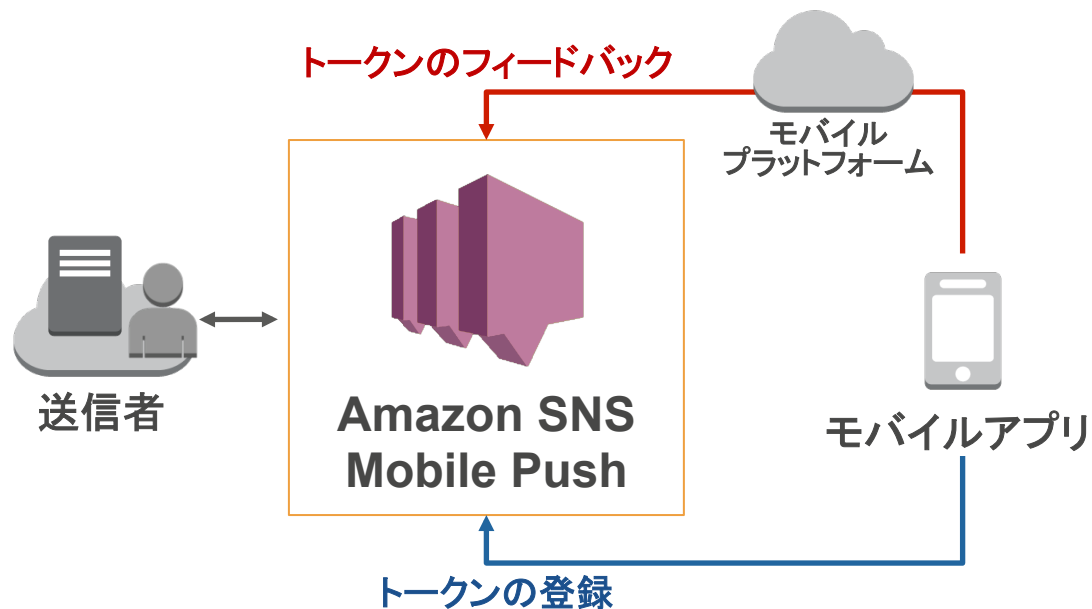 トークンのフィードバック
モバイル
プラットフォーム
送信者
Amazon SNS
Mobile Push
モバイルアプリ
トークンの登録